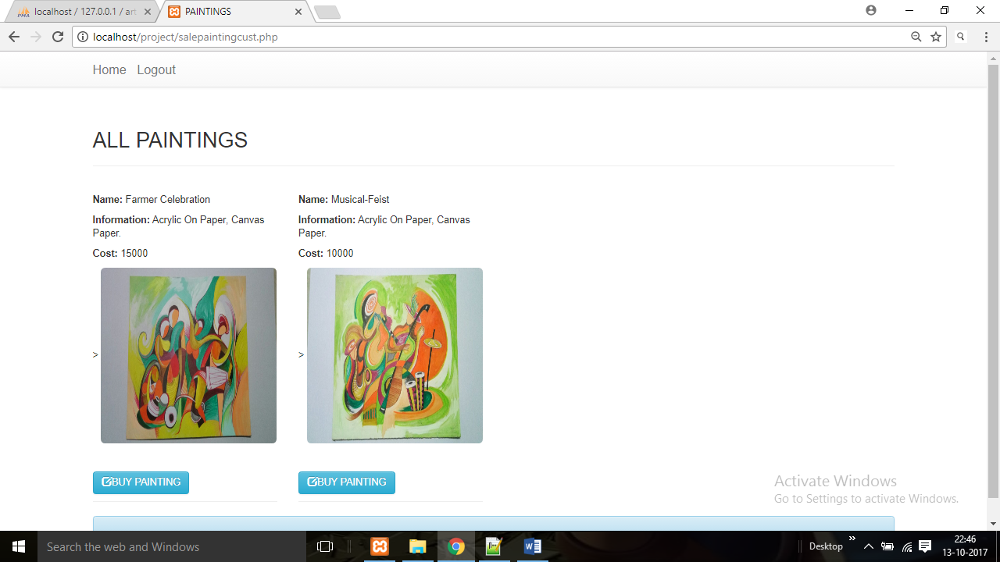 localhost / 127.0.0.1 / art
PAINTINGS
localhost/project/salepaintingcust.php
Home Logout
ALL PAINTINGS
Name: Farmer Celebration
Information: Acrylic On Paper, Canvas
Paper.
Cost: 15000
>
BUY PAINTING
Name: Musical-Feist
Information: Acrylic On Paper, Canvas
Paper.
Cost: 10000
>
BUY PAINTING
Activate Windows
Go to Settings to activate Windows.
Search the web and Windows
Desktop
22:46
13-10-2017